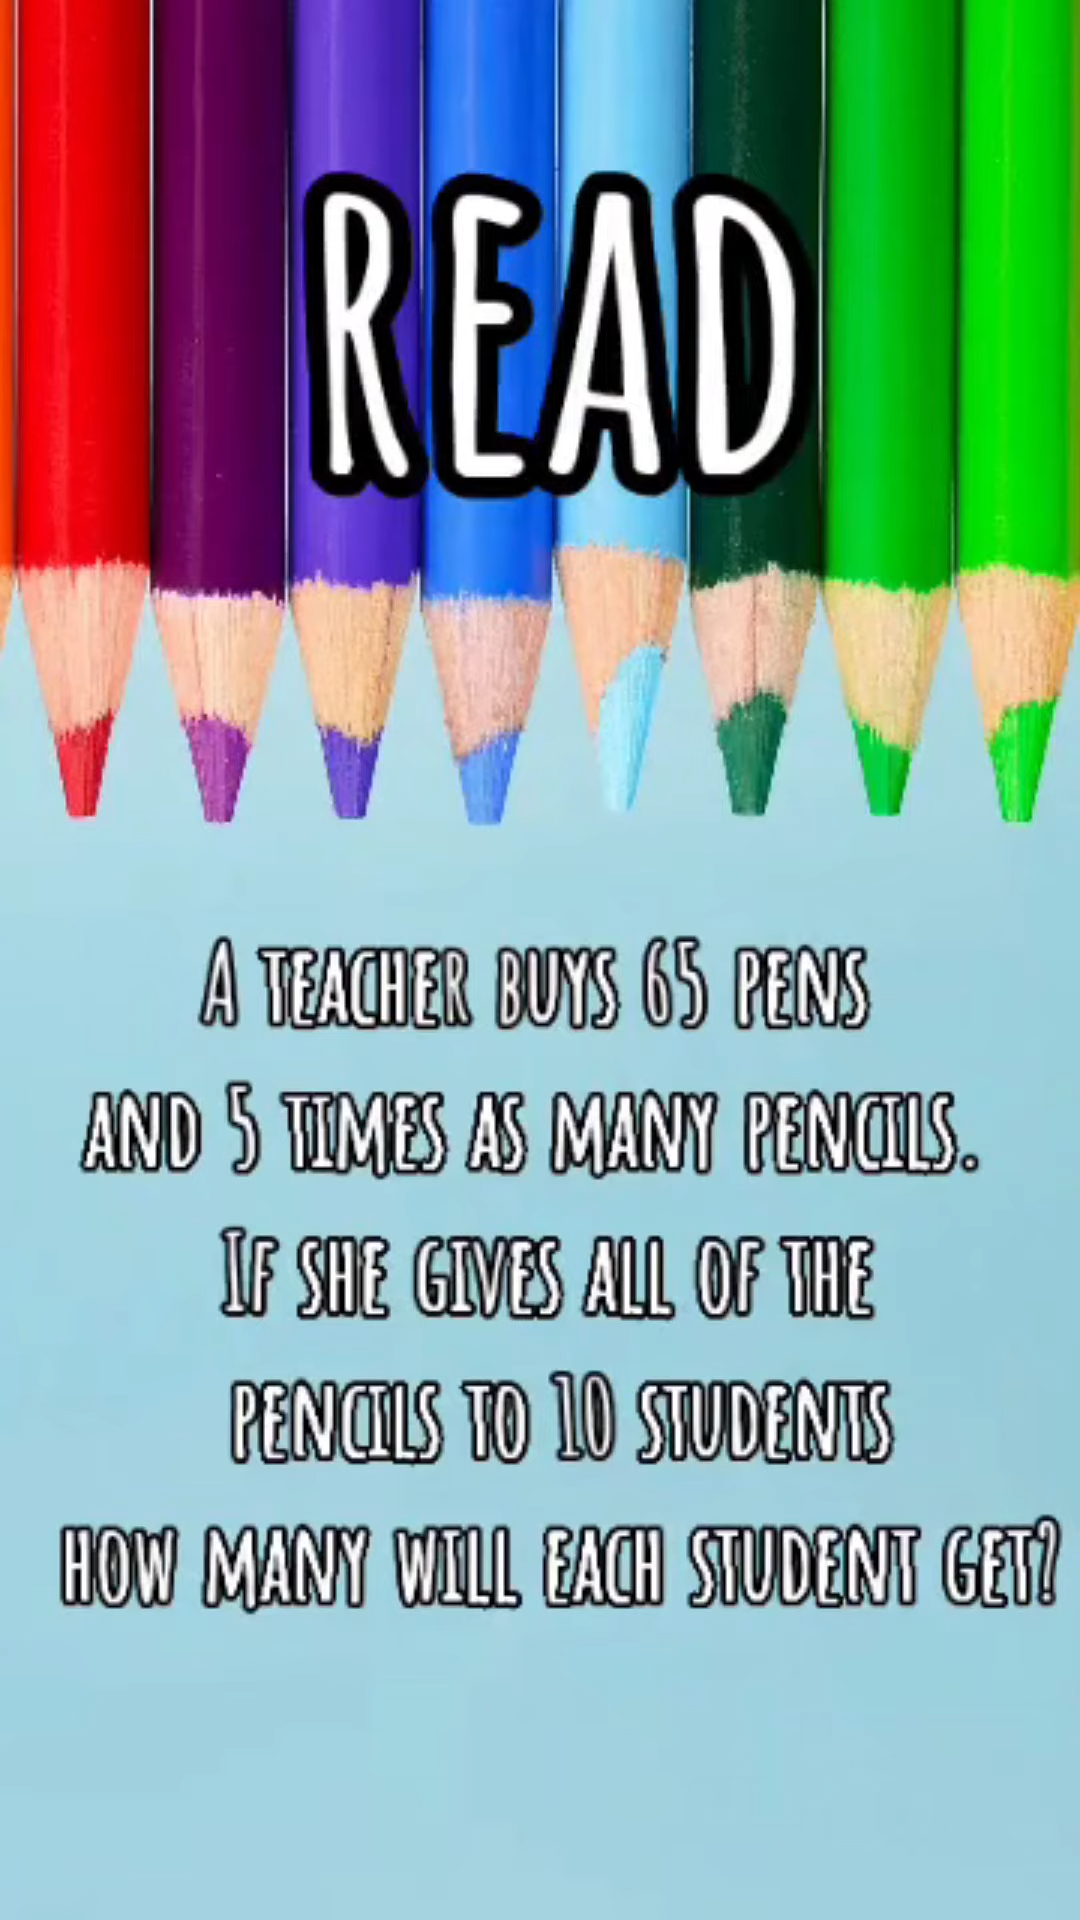 READ
A TEACHER BUYS 65 PENS
AND 5 TIMES AS MANY PENCILS.
IF SHE GIVES ALL OF THE
PENCILS TO 10 STUDENTS
HOW MANY WILL EACH STUDENT GET?